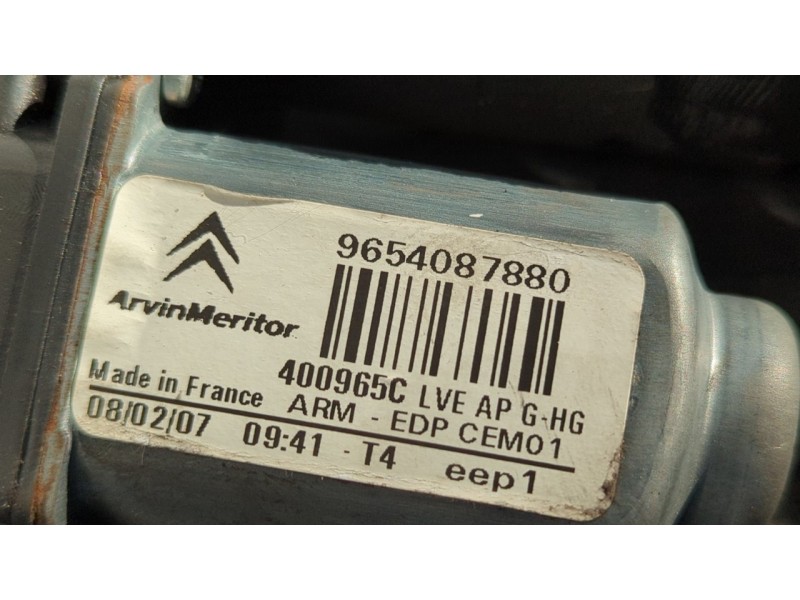 9654087880
ArvinMeritor
400965C LVE AP G-HG
Made in France ARM - EDP CEM01
08/02/07 09:41 - T4 eep1